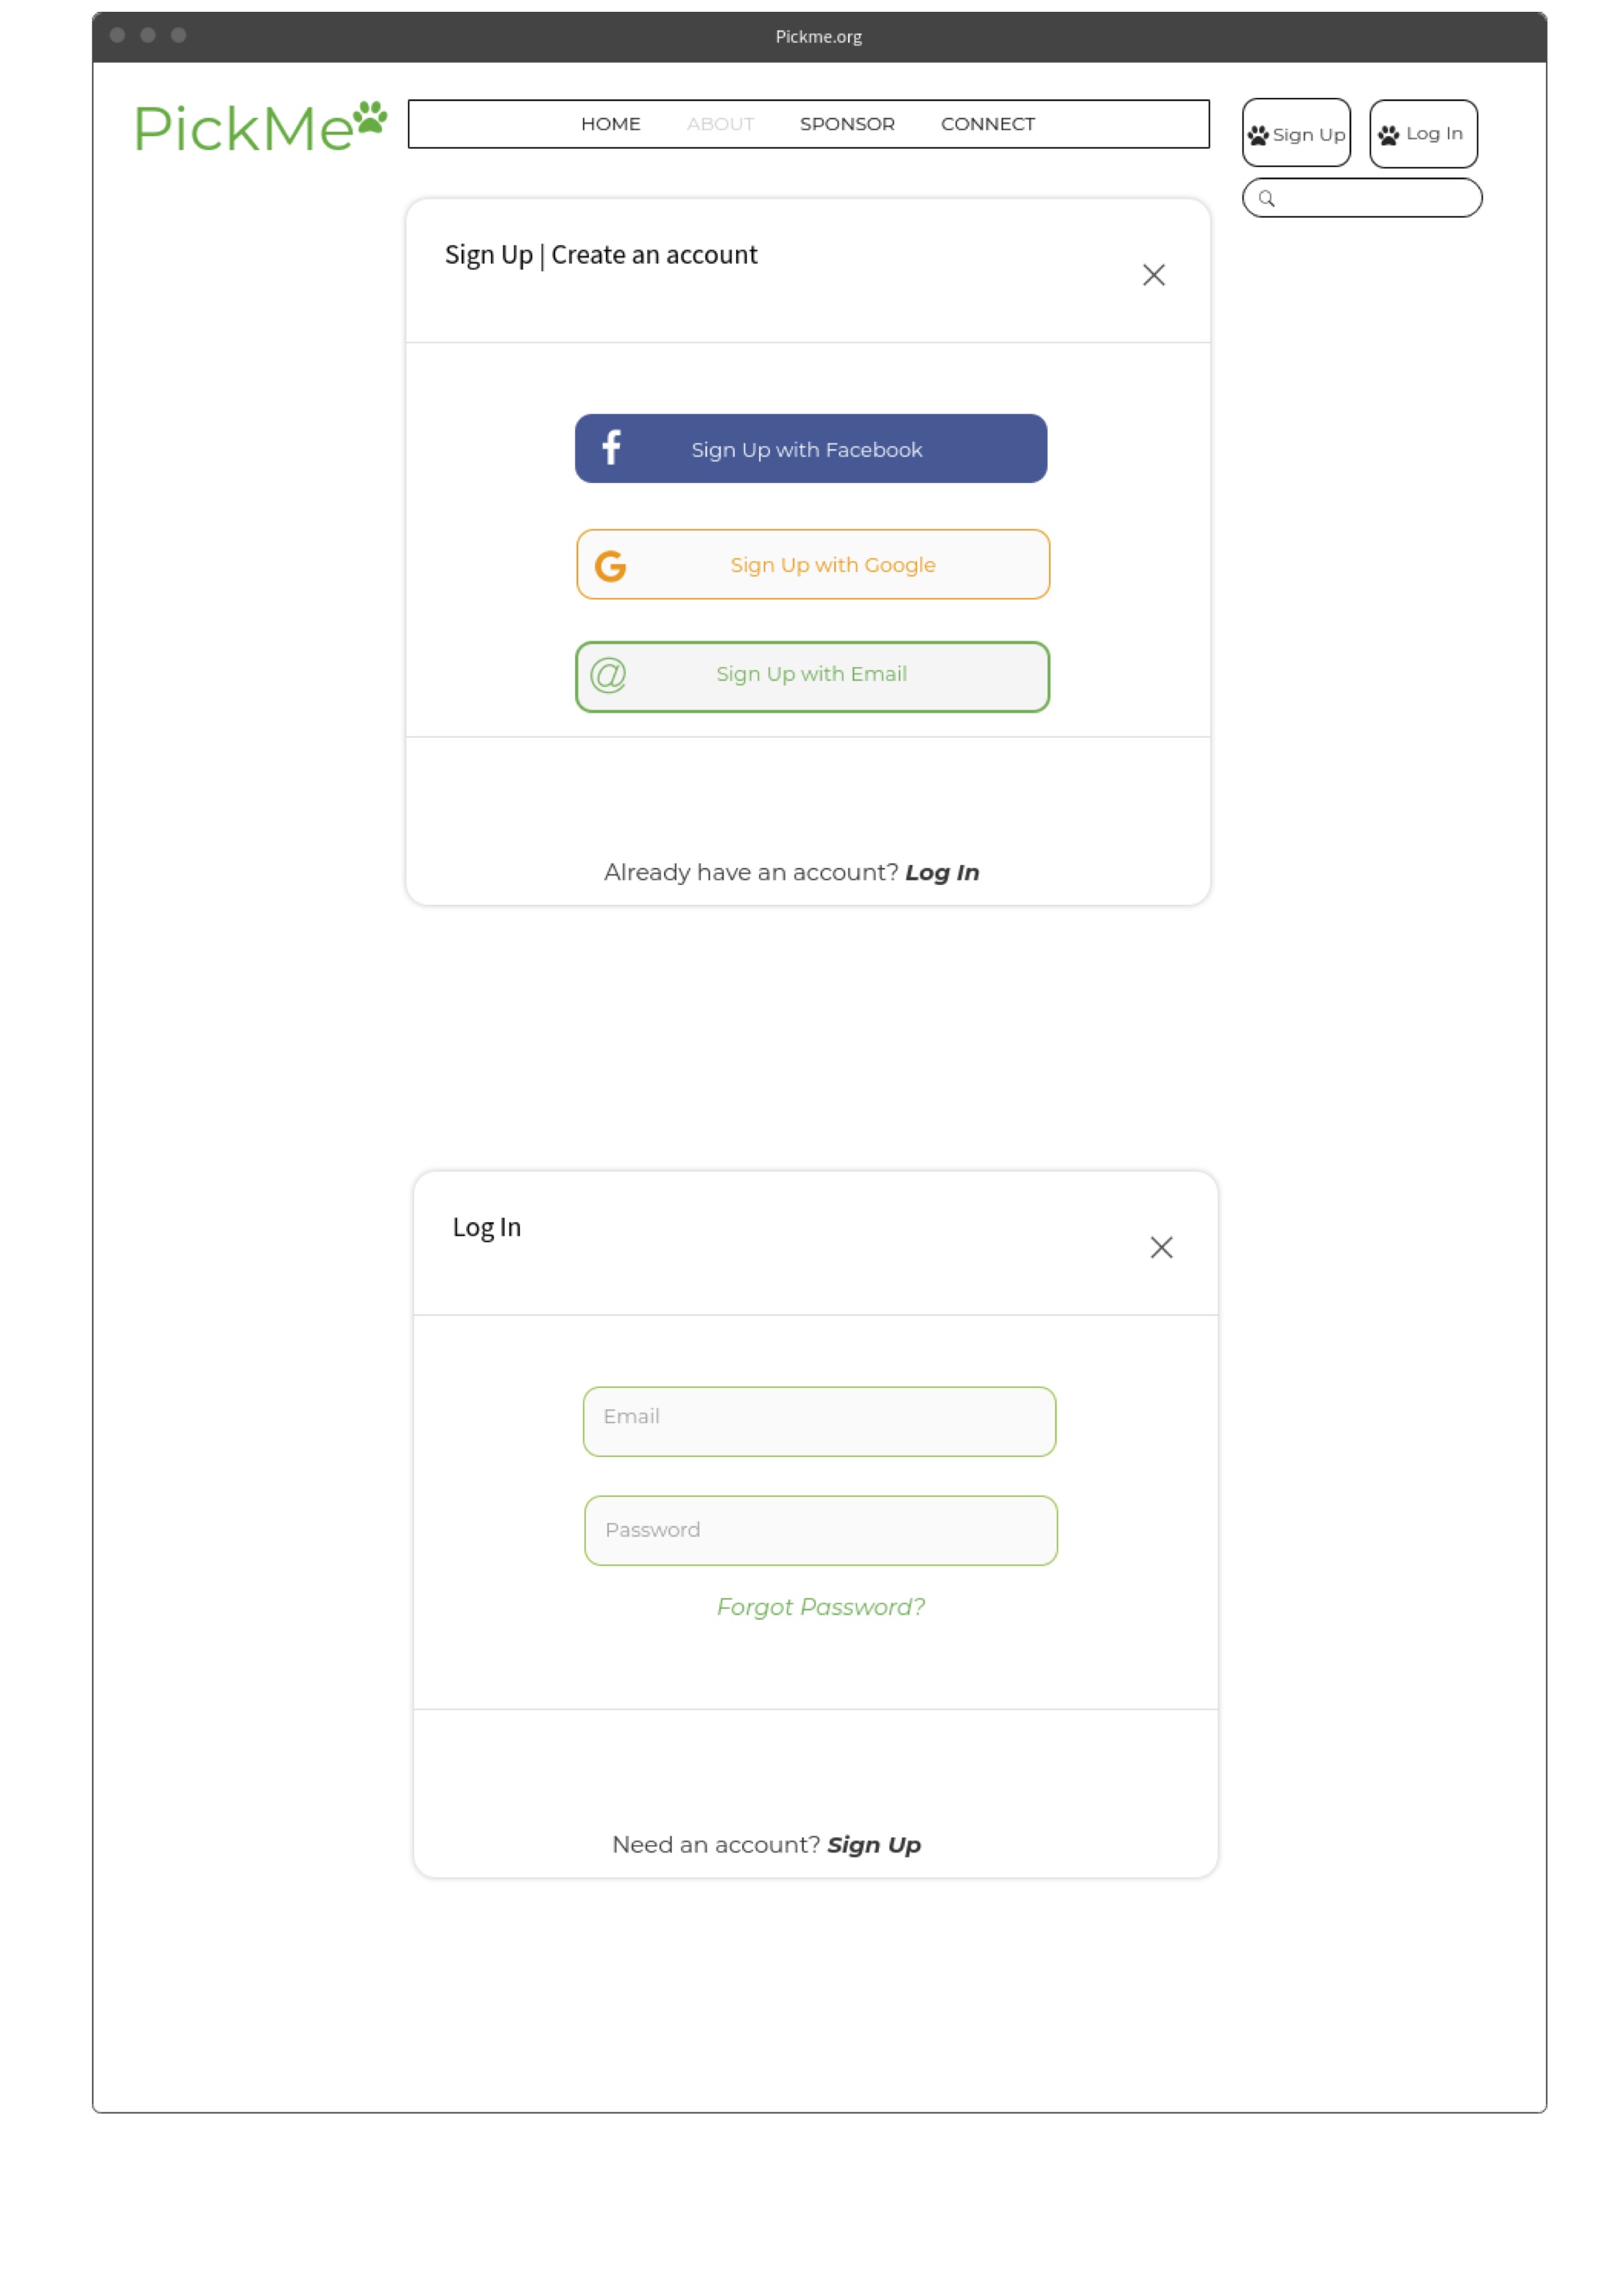 Pickme.org
PickMe
HOME ABOUT SPONSOR CONNECT
Sign Up
Log In
Sign Up | Create an account
Sign Up with Facebook
Sign Up with Google
@ Sign Up with Email
Already have an account? Log In
Log In
Email
Password
Forgot Password?
Need an account? Sign Up